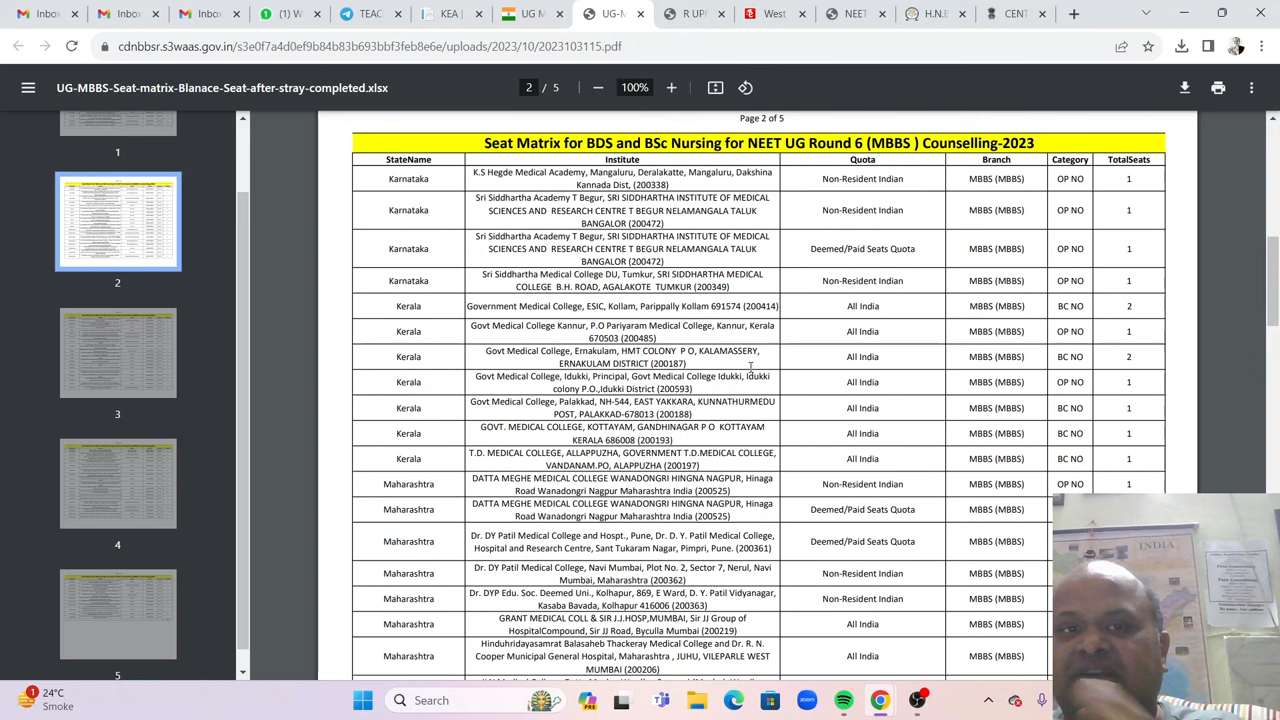 Inbox
Inbox
Inbox
(1) W
TEAC
KEA |
UG M
UG-M
R UPI
West
NEET
H.N.E
CENT
cdnbbsr.s3waas.gov.in/s3e0f7a4d0ef9b84b83b693bbf3feb8e6e/uploads/2023/10/2023103115.pdf
UG-MBBS-Seat-matrix-Blanace-Seat-after-stray-completed.xlsx
2 / 5
100%
1
2
3
4
5
Page 2 of 5
Seat Matrix for BDS and BSc Nursing for NEET UG Round 6 (MBBS ) Counselling-2023
StateName Institute Quota Branch Category TotalSeats
Karnataka K.S Hegde Medical Academy, Mangaluru, Deralakatte, Mangaluru, Dakshina Non-Resident Indian MBBS (MBBS) OP NO 1
Kannada Dist, (200338)
Sri Siddhartha Academy T Begur, SRI SIDDHARTHA INSTITUTE OF MEDICAL
Karnataka SCIENCES AND RESEARCH CENTRE T BEGUR NELAMANGALA TALUK Non-Resident Indian MBBS (MBBS) OP NO 1
BANGALOR (200472)
Sri Siddhartha Academy T Begur, SRI SIDDHARTHA INSTITUTE OF MEDICAL
Karnataka SCIENCES AND RESEARCH CENTRE T BEGUR NELAMANGALA TALUK Deemed/Paid Seats Quota MBBS (MBBS) OP NO 1
BANGALOR (200472)
Karnataka Sri Siddhartha Medical College DU, Tumkur, SRI SIDDHARTHA MEDICAL Non-Resident Indian MBBS (MBBS) OP NO 1
COLLEGE B.H. ROAD, AGALAKOTE TUMKUR (200349)
Kerala Government Medical College, ESIC, Kollam, Parippally Kollam 691574 (200414) All India MBBS (MBBS) BC NO 2
Kerala Govt Medical College Kannur, P.O Pariyaram Medical College, Kannur, Kerala All India MBBS (MBBS) OP NO 1
670503 (200485)
Kerala Govt Medical College, Ernakulam, HMT COLONY P O, KALAMASSERY, All India MBBS (MBBS) BC NO 2
ERNAKULAM DISTRICT (200187)
Kerala Govt Medical College, Idukki, Principal, Govt Medical College Idukki, Idukki All India MBBS (MBBS) OP NO 1
colony P.O.,Idukki District (200593)
Kerala Govt Medical College, Palakkad, NH-544, EAST YAKKARA, KUNNATHURMEDU All India MBBS (MBBS) BC NO 1
POST, PALAKKAD-678013 (200188)
Kerala GOVT. MEDICAL COLLEGE, KOTTAYAM, GANDHINAGAR P O KOTTAYAM All India MBBS (MBBS) BC NO 1
KERALA 686008 (200193)
Kerala T.D. MEDICAL COLLEGE, ALLAPPUZHA, GOVERNMENT T.D.MEDICAL COLLEGE, All India MBBS (MBBS) BC NO 1
VANDANAM.PO, ALAPPUZHA (200197)
Maharashtra DATTA MEGHE MEDICAL COLLEGE WANADONGRI HINGNA NAGPUR, Hinaga Non-Resident Indian MBBS (MBBS) OP NO 1
Road Wanadongri Nagpur Maharashtra India (200525)
Maharashtra DATTA MEGHE MEDICAL COLLEGE WANADONGRI HINGNA NAGPUR, Hinaga Deemed/Paid Seats Quota MBBS (MBBS)
Road Wanadongri Nagpur Maharashtra India (200525)
Maharashtra Dr. DY Patil Medical College and Hospt., Pune, Dr. D. Y. Patil Medical College, Deemed/Paid Seats Quota MBBS (MBBS)
Hospital and Research Centre, Sant Tukaram Nagar, Pimpri, Pune. (200361)
Maharashtra Dr. DY Patil Medical College, Navi Mumbai, Plot No. 2, Sector 7, Nerul, Navi Non-Resident Indian MBBS (MBBS)
Mumbai, Maharashtra (200362)
Maharashtra Dr. DYP Edu. Soc. Deemed Uni., Kolhapur, 869, E Ward, D. Y. Patil Vidyanagar, Non-Resident Indian MBBS (MBBS)
Kasoba Bavada, Kolhapur 416006 (200363)
Maharashtra GRANT MEDICAL COLL & SIR J.J.HOSP,MUMBAI, Sir JJ Group of All India MBBS (MBBS)
HospitalCompound, Sir JJ Road, Byculla Mumbai (200219)
Hinduhridayasamrat Balasaheb Thackeray Medical College and Dr. R. N.
Maharashtra Cooper Municipal General Hospital, Maharashtra , JUHU, VILEPARLE WEST All India MBBS (MBBS)
MUMBAI (200206)
INDIA
1
24°C
Smoke
Search